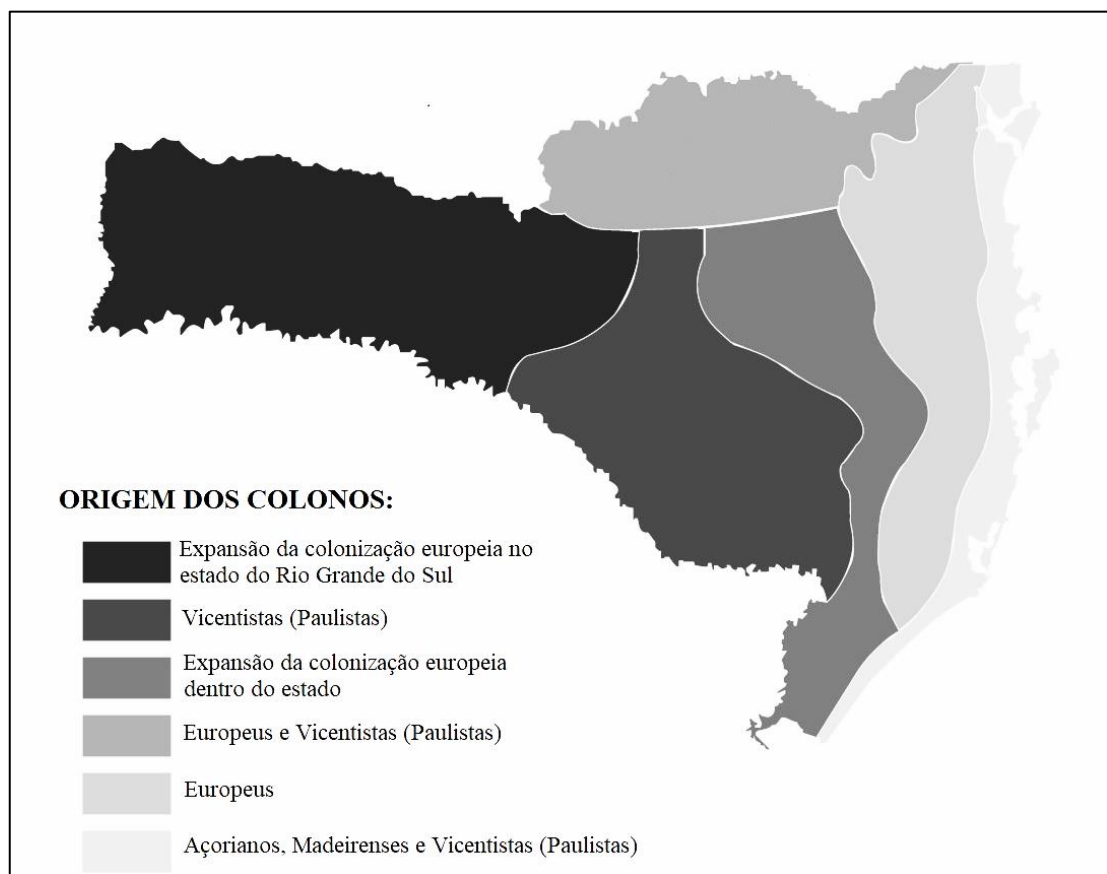 ORIGEM DOS COLONOS:
Expansão da colonização europeia no
estado do Rio Grande do Sul
Vicentistas (Paulistas)
Expansão da colonização europeia
dentro do estado
Europeus e Vicentistas (Paulistas)
Europeus
Açorianos, Madeirenses e Vicentistas (Paulistas)